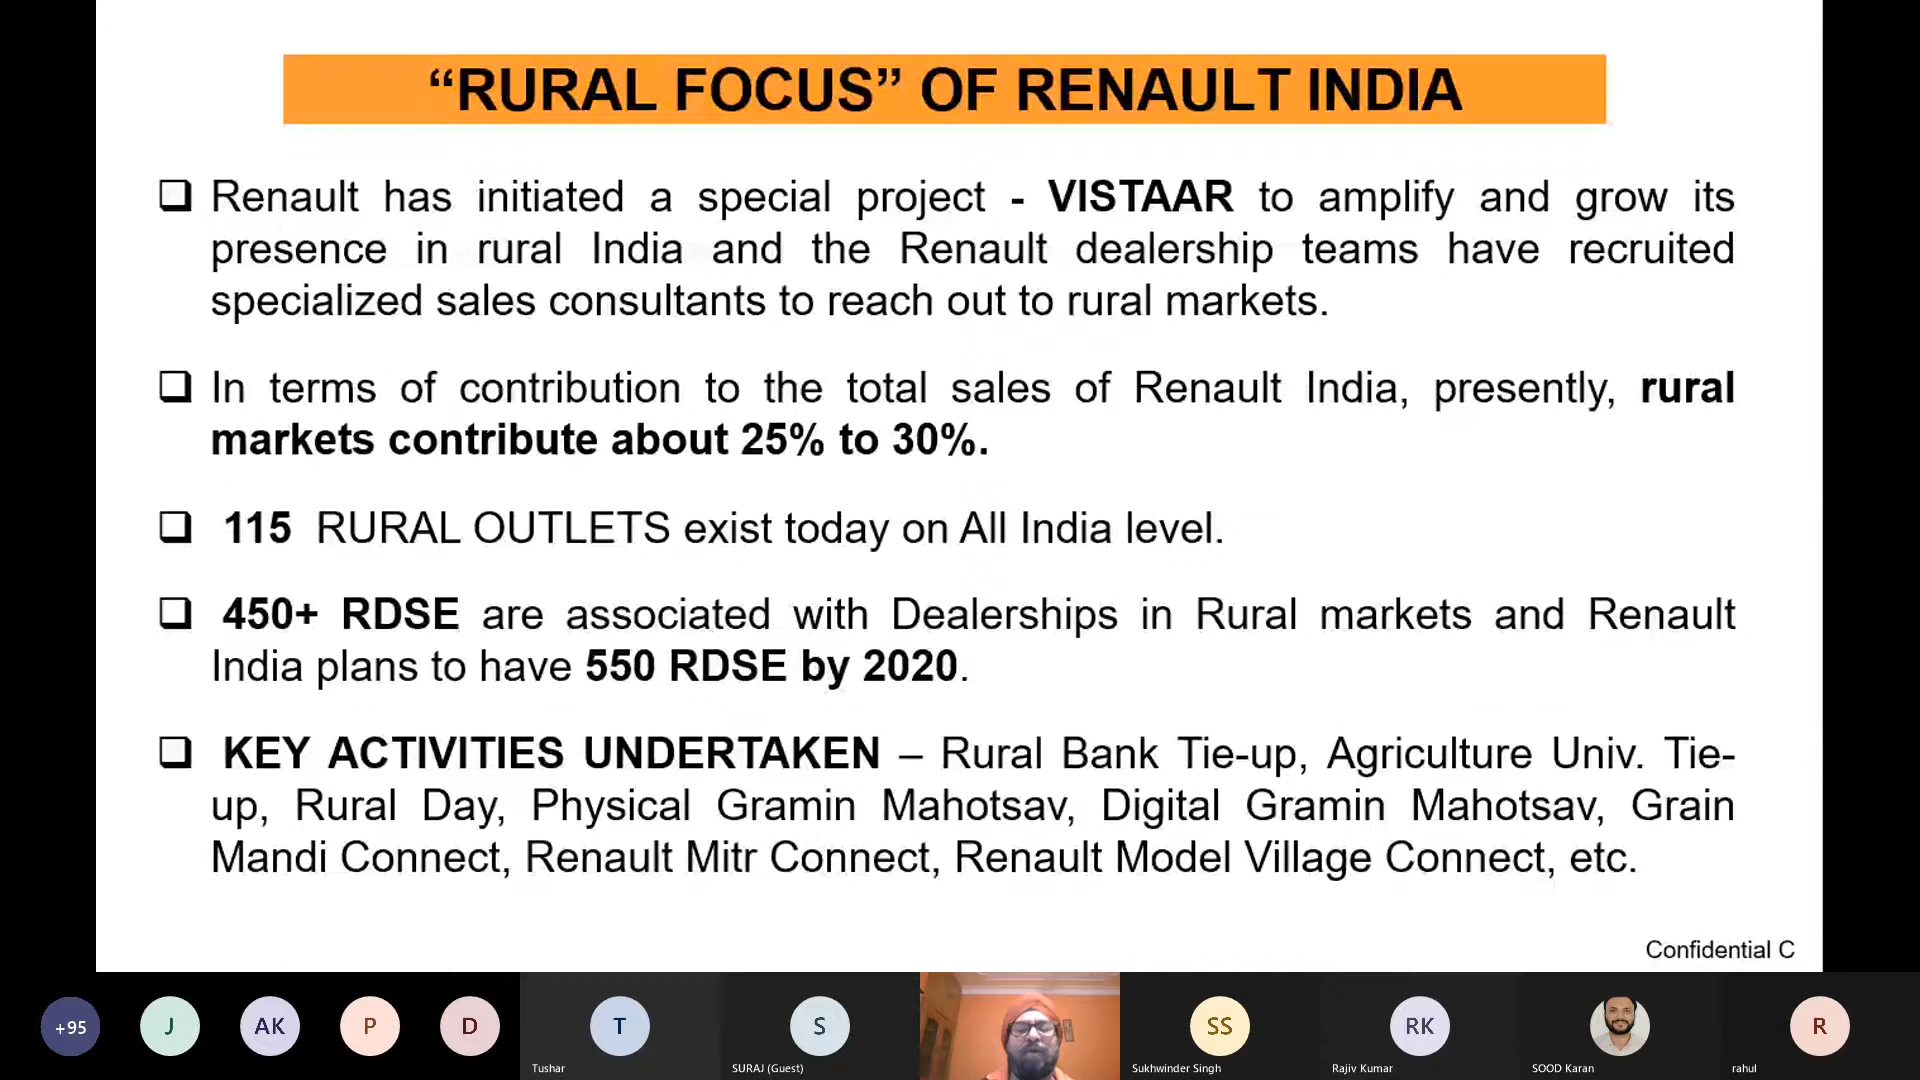 “RURAL FOCUS” OF RENAULT INDIA
❑ Renault has initiated a special project - VISTAAR to amplify and grow its
presence in rural India and the Renault dealership teams have recruited
specialized sales consultants to reach out to rural markets.
❑ In terms of contribution to the total sales of Renault India, presently, rural
markets contribute about 25% to 30%.
❑ 115 RURAL OUTLETS exist today on All India level.
❑ 450+ RDSE are associated with Dealerships in Rural markets and Renault
India plans to have 550 RDSE by 2020.
❑ KEY ACTIVITIES UNDERTAKEN – Rural Bank Tie-up, Agriculture Univ. Tie-
up, Rural Day, Physical Gramin Mahotsav, Digital Gramin Mahotsav, Grain
Mandi Connect, Renault Mitr Connect, Renault Model Village Connect, etc.
Confidential C
+95 J AK P D T S SS RK R
Tushar SURAJ (Guest) Sukhwinder Singh Rajiv Kumar SOOD Karan rahul